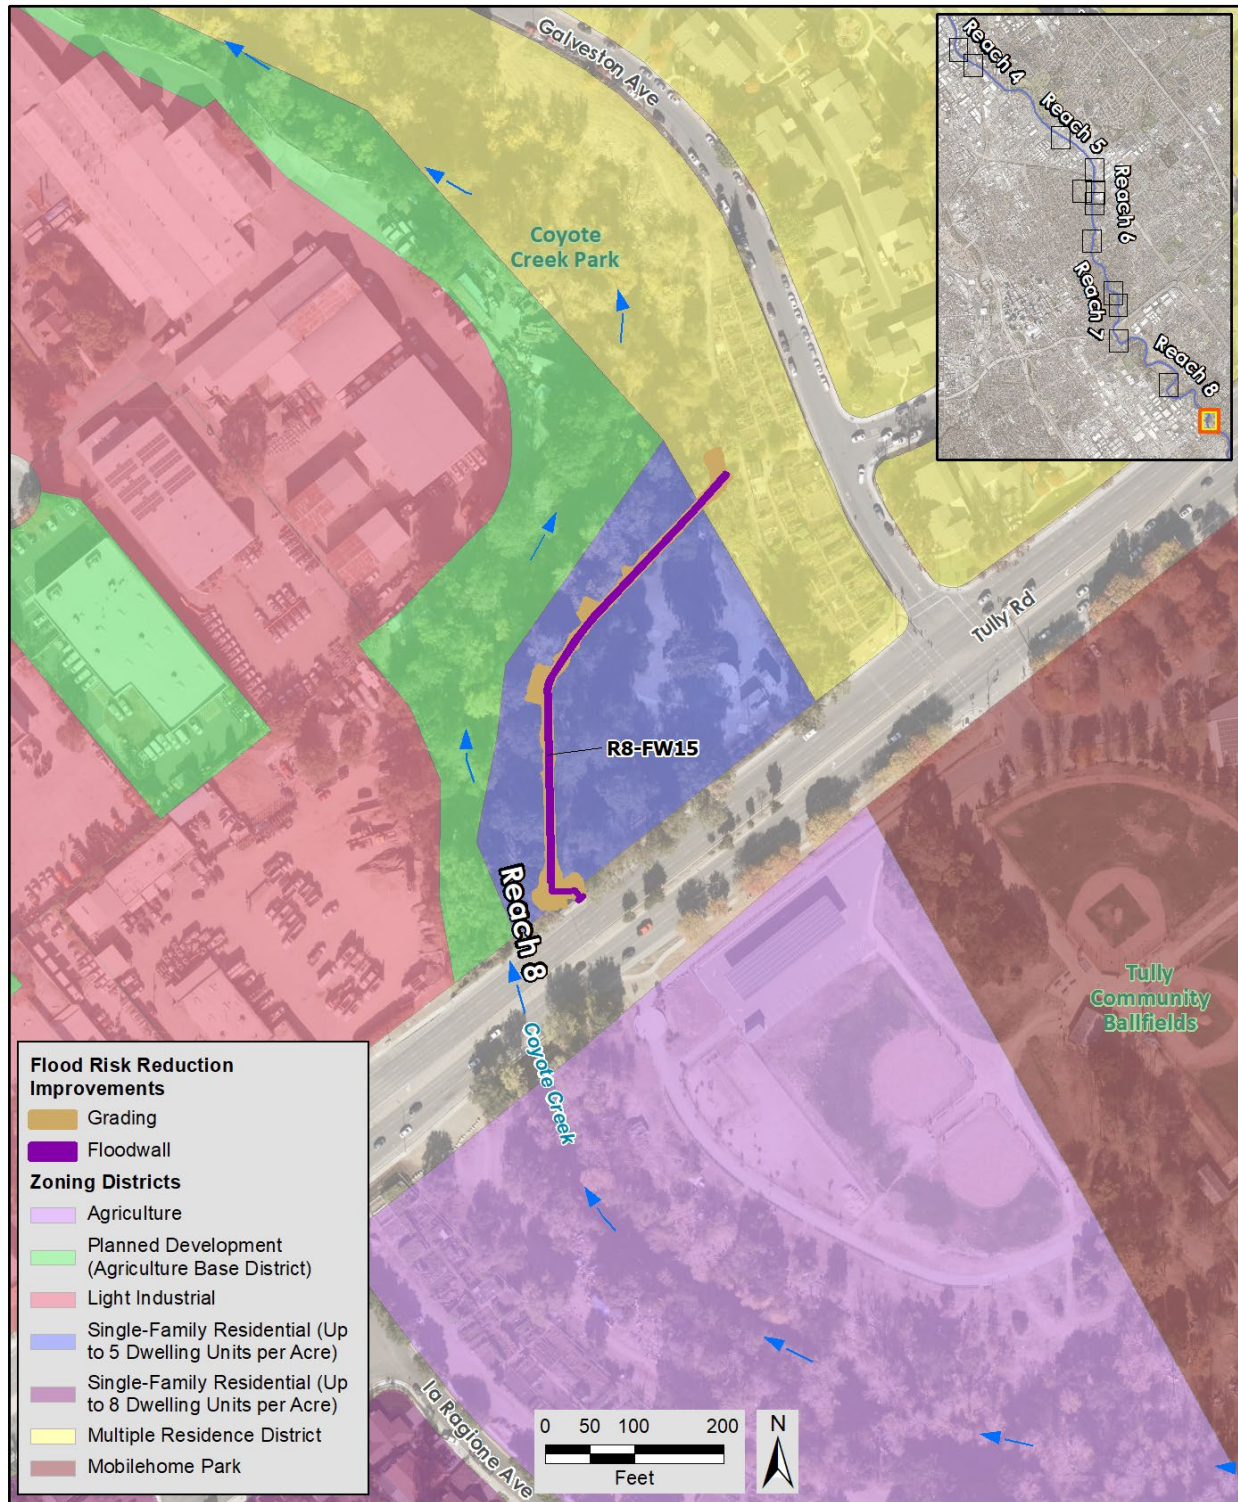 Galveston Ave
Reach 4
Reach 5
Reach 6
Reach 7
Reach 8
Coyote
Creek Park
Tully Rd
R8-FW15
Reach 8
Coyote Creek
Tully
Community
Ballfields
la Ragione Ave
Flood Risk Reduction
Improvements
Grading
Floodwall
Zoning Districts
Agriculture
Planned Development
(Agriculture Base District)
Light Industrial
Single-Family Residential (Up
to 5 Dwelling Units per Acre)
Single-Family Residential (Up
to 8 Dwelling Units per Acre)
Multiple Residence District
Mobilehome Park
0 50 100 200
Feet
N